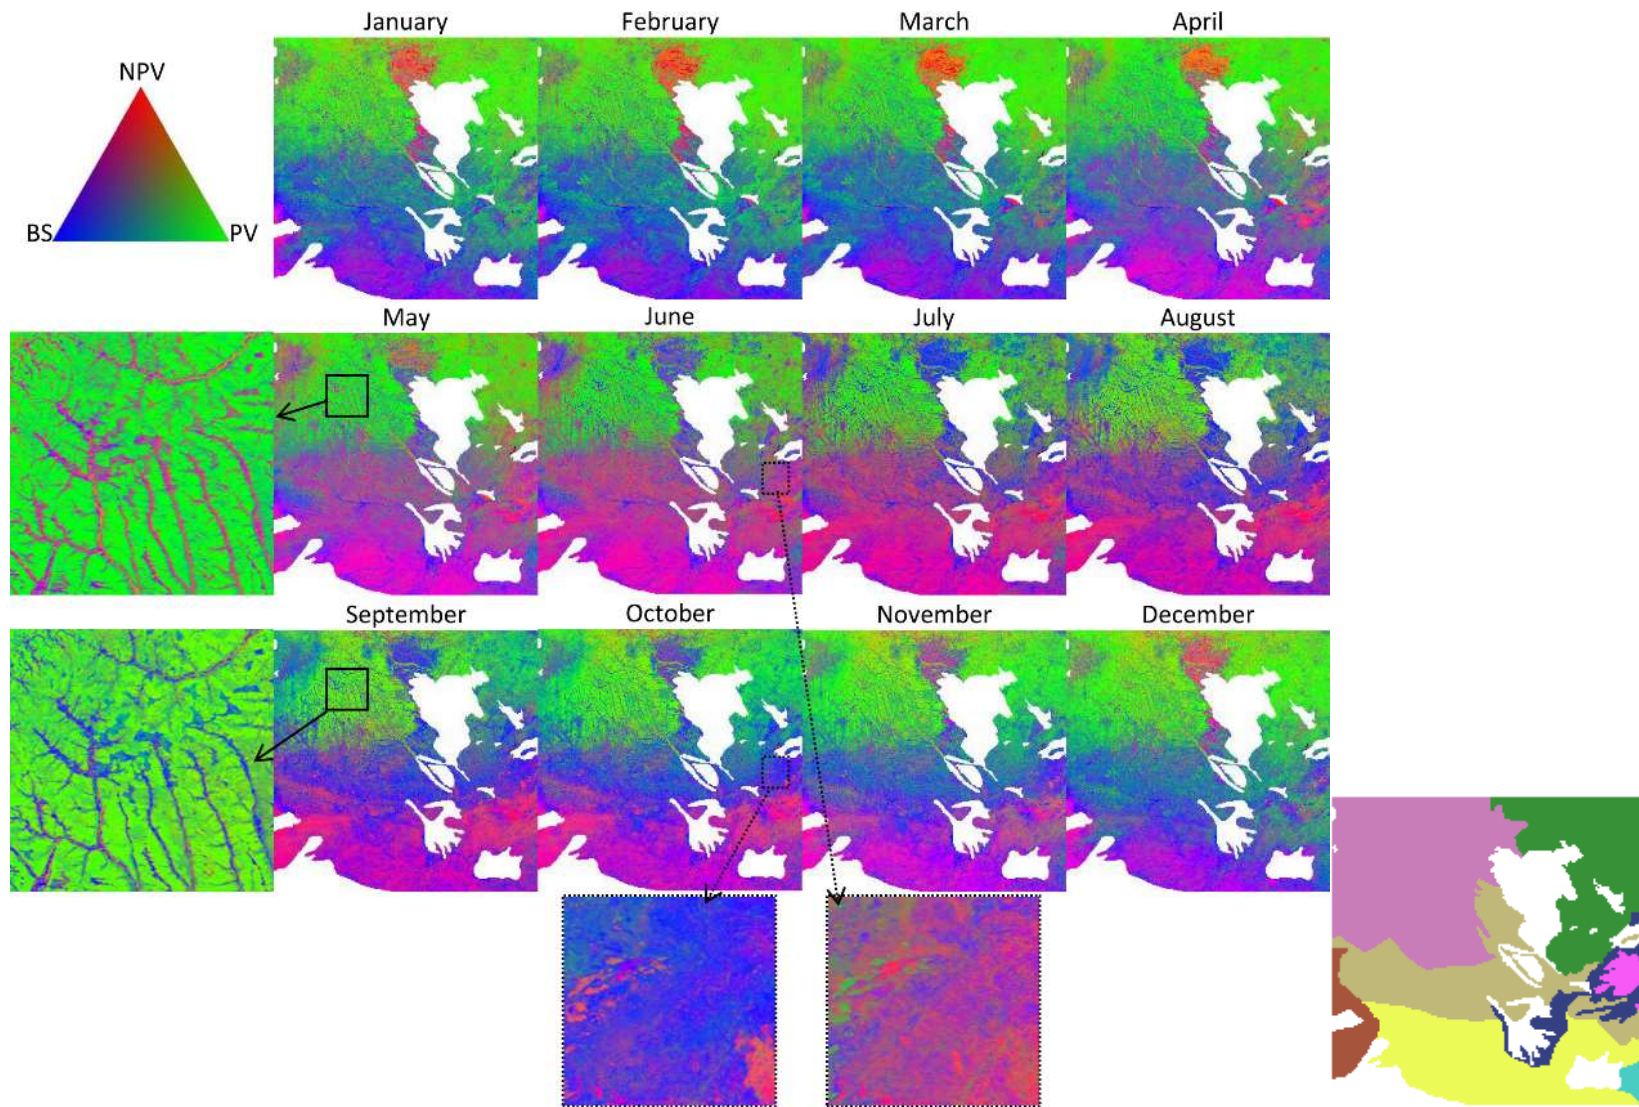 January
February
March
April
NPV
BS
PV
May
June
July
August
September
October
November
December